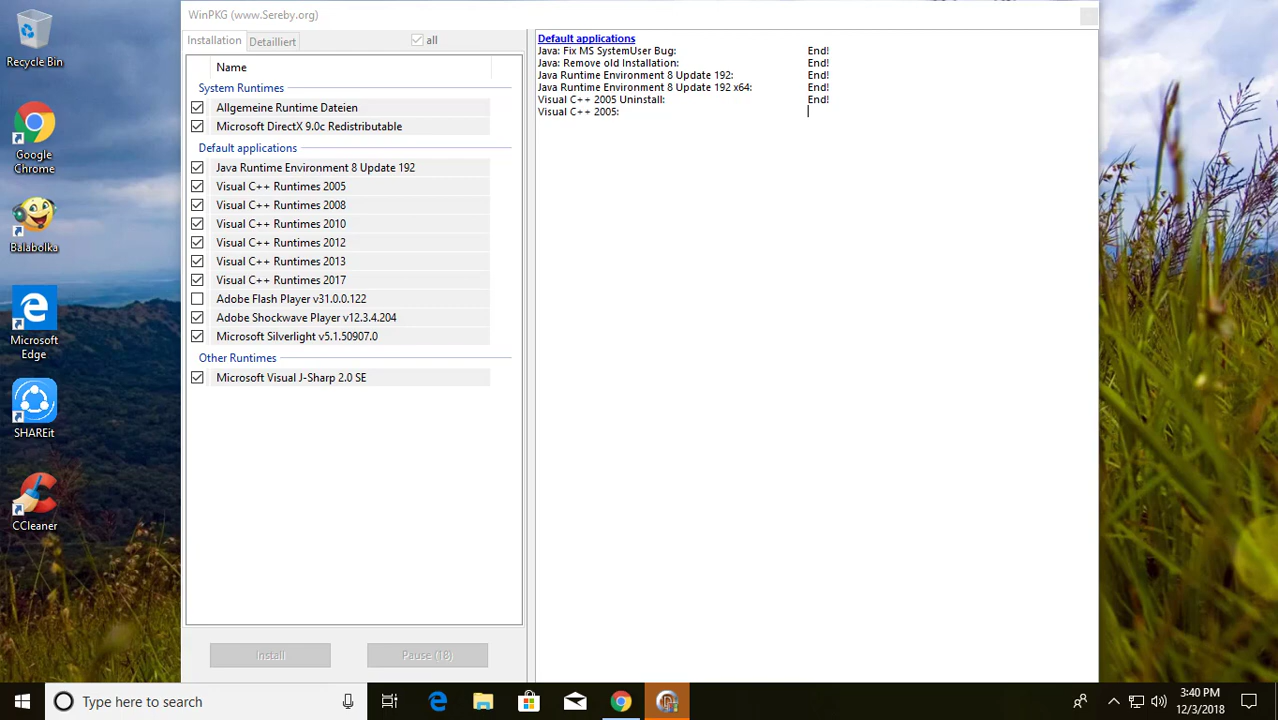 WinPKG (www.Sereby.org)
Installation
Detailliert
all
Name
System Runtimes
Allgemeine Runtime Dateien
Microsoft DirectX 9.0c Redistributable
Default applications
Java Runtime Environment 8 Update 192
Visual C++ Runtimes 2005
Visual C++ Runtimes 2008
Visual C++ Runtimes 2010
Visual C++ Runtimes 2012
Visual C++ Runtimes 2013
Visual C++ Runtimes 2017
Adobe Flash Player v31.0.0.122
Adobe Shockwave Player v12.3.4.204
Microsoft Silverlight v5.1.50907.0
Other Runtimes
Microsoft Visual J-Sharp 2.0 SE
Install
Pause (18)
Default applications
Java: Fix MS SystemUser Bug: End!
Java: Remove old Installation: End!
Java Runtime Environment 8 Update 192: End!
Java Runtime Environment 8 Update 192 x64: End!
Visual C++ 2005 Uninstall: End!
Visual C++ 2005:
Recycle Bin
Google
Chrome
Balabolka
Microsoft
Edge
SHAREit
CCleaner
Type here to search
3:40 PM
12/3/2018